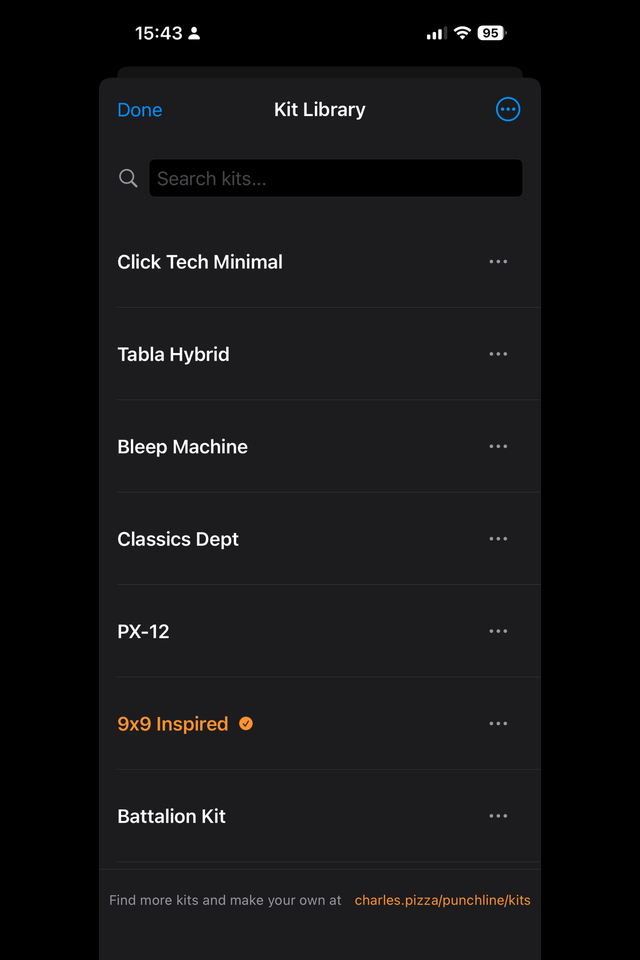 15:43
95
Done
Kit Library
Search kits...
Click Tech Minimal
Tabla Hybrid
Bleep Machine
Classics Dept
PX-12
9x9 Inspired
Battalion Kit
Find more kits and make your own at charles.pizza/punchline/kits